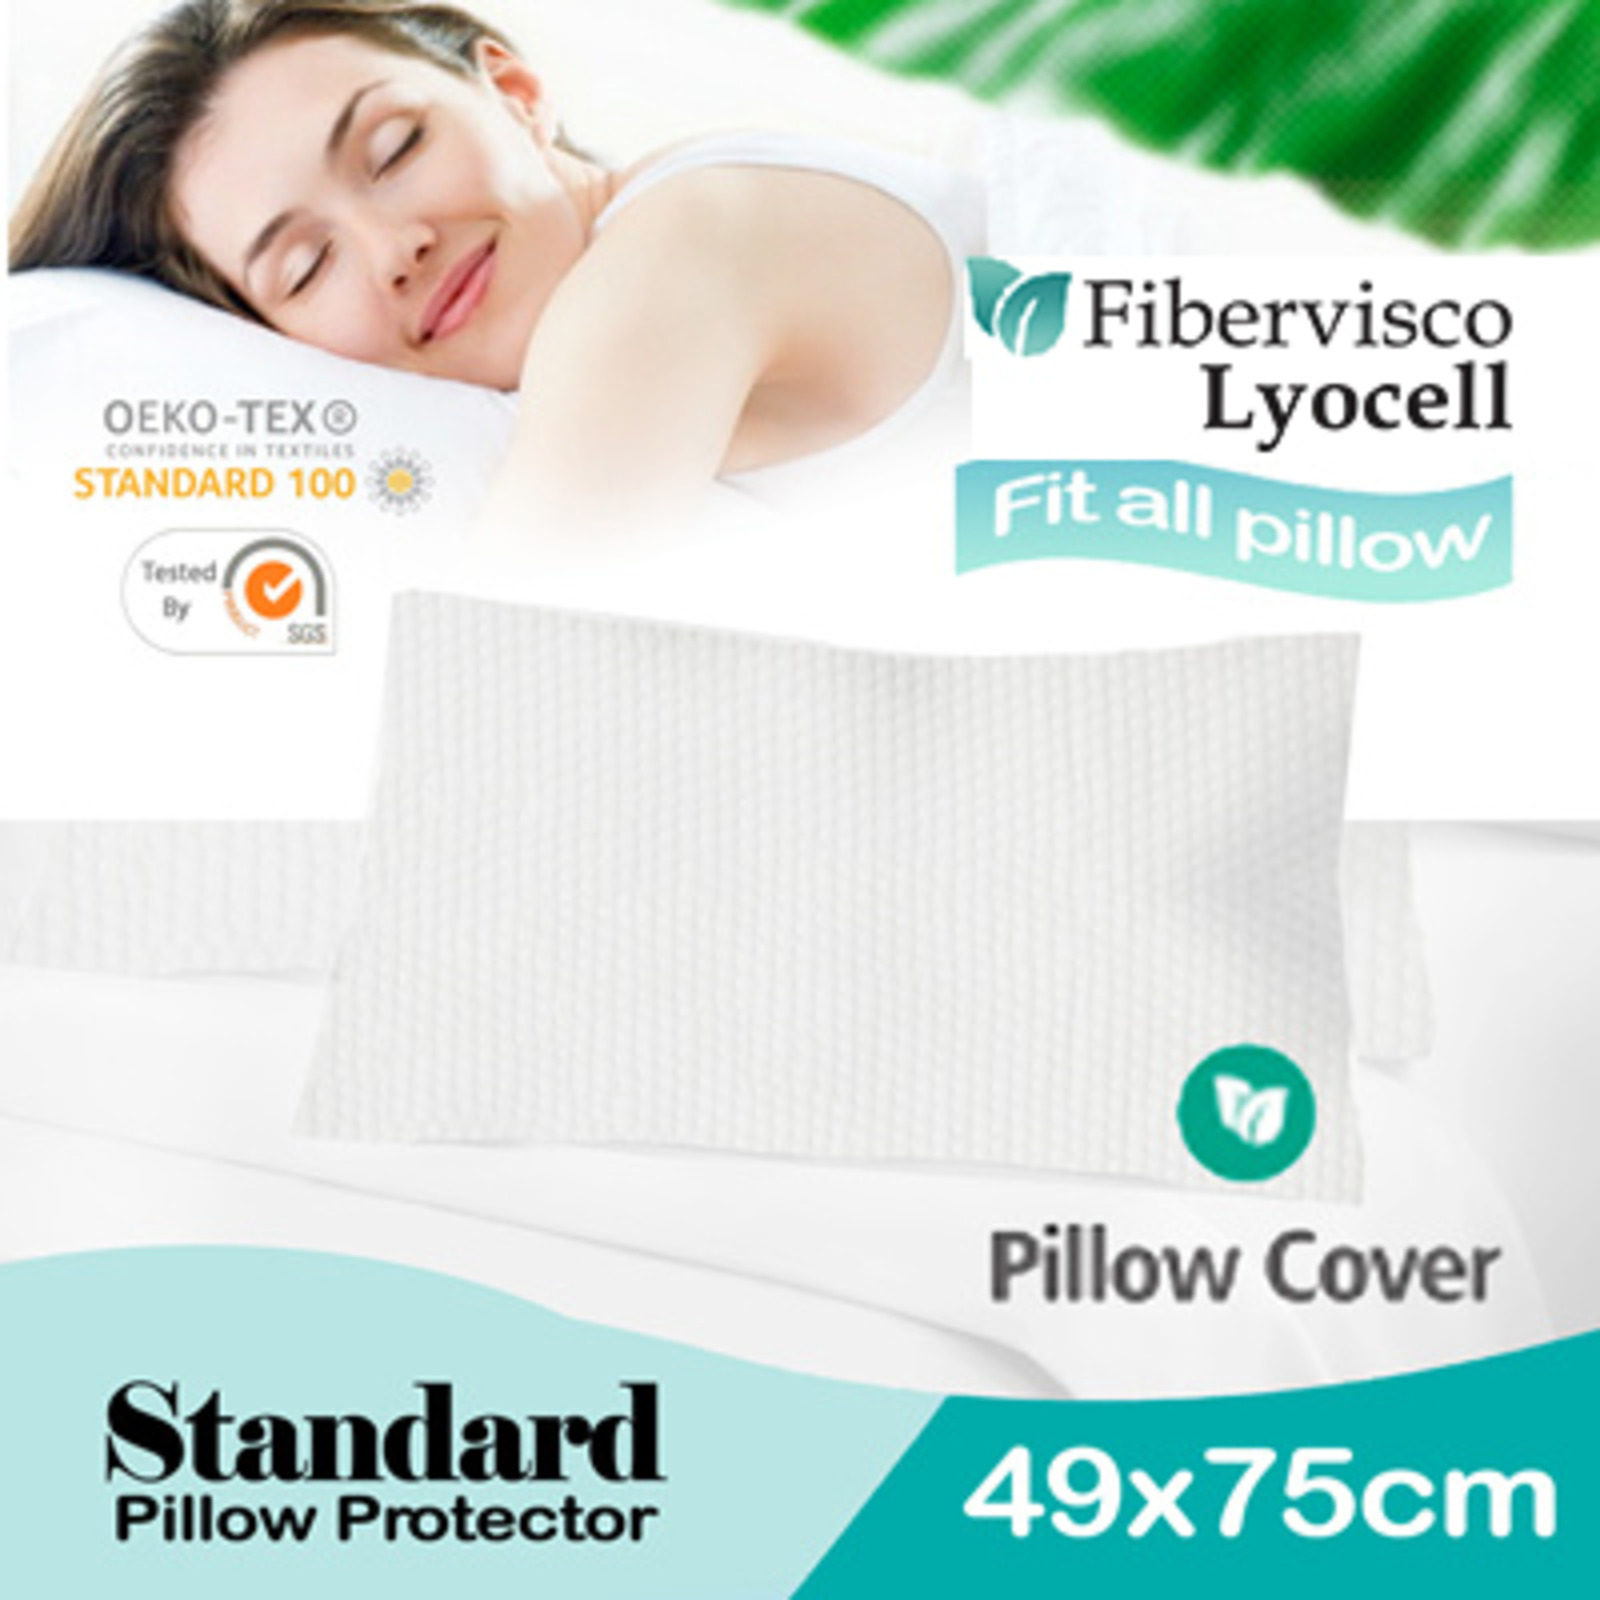 Fibervisco
Lyocell
Fit all pillow
OEKO-TEX®
CONFIDENCE IN TEXTILES
STANDARD 100
Tested
By
PRODUCT
SGS
Pillow Cover
Standard
Pillow Protector
49x75cm